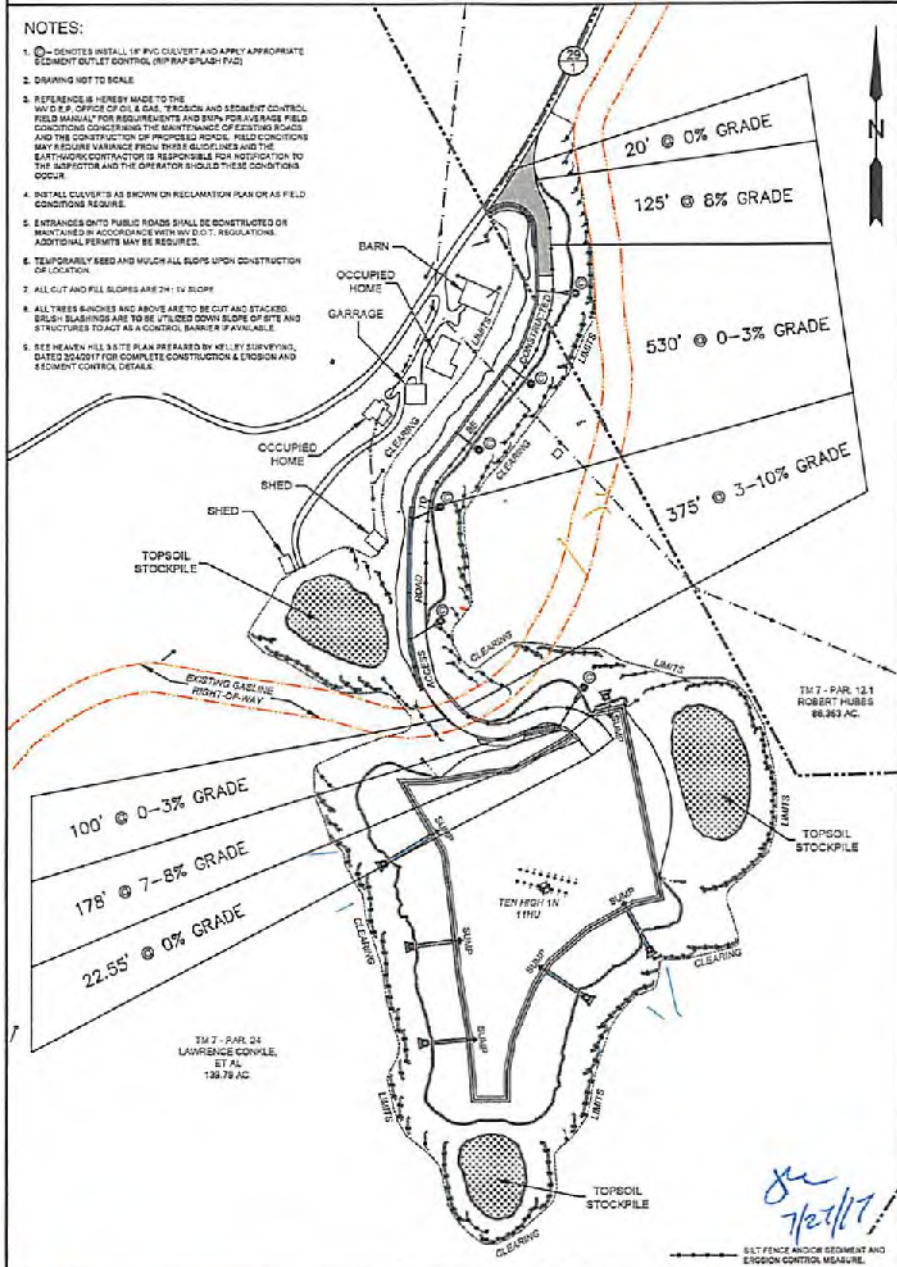 NOTES:
1. Ⓒ - DENOTES INSTALL 18" PVC CULVERT AND APPLY APPROPRIATE
SEDIMENT OUTLET CONTROL (RIP RAP SPLASH PAD)
2. DRAWING NOT TO SCALE
3. REFERENCE IS HEREBY MADE TO THE
WV D.E.P. OFFICE OF OIL & GAS, "EROSION AND SEDIMENT CONTROL
FIELD MANUAL" FOR REQUIREMENTS AND BMPs FOR AVERAGE FIELD
CONDITIONS CONCERNING THE MAINTENANCE OF EXISTING ROADS
AND THE CONSTRUCTION OF PROPOSED ROADS. FIELD CONDITIONS
MAY REQUIRE VARIANCE FROM THESE GUIDELINES AND THE
EARTHWORK CONTRACTOR IS RESPONSIBLE FOR NOTIFICATION TO
THE INSPECTOR AND THE OPERATOR SHOULD THESE CONDITIONS
OCCUR.
4. INSTALL CULVERTS AS SHOWN ON RECLAMATION PLAN OR AS FIELD
CONDITIONS REQUIRE.
5. ENTRANCES ONTO PUBLIC ROADS SHALL BE CONSTRUCTED OR
MAINTAINED IN ACCORDANCE WITH WV D.O.T. REGULATIONS.
ADDITIONAL PERMITS MAY BE REQUIRED.
6. TEMPORARILY SEED AND MULCH ALL SLOPS UPON CONSTRUCTION
OF LOCATION.
7. ALL CUT AND FILL SLOPES ARE 2H : 1V SLOPE
8. ALL TREES 6-INCHES AND ABOVE ARE TO BE CUT AND STACKED.
BRUSH SLASHINGS ARE TO BE UTILIZED DOWN SLOPE OF SITE AND
STRUCTURES TO ACT AS A CONTROL BARRIER IF AVAILABLE.
9. SEE HEAVEN HILL 3 SITE PLAN PREPARED BY KELLEY SURVEYING,
DATED 2/24/2017 FOR COMPLETE CONSTRUCTION & EROSION AND
SEDIMENT CONTROL DETAILS.
29
1
N
20' @ 0% GRADE
125' @ 8% GRADE
530' @ 0-3% GRADE
375' @ 3-10% GRADE
BARN
OCCUPIED
HOME
GARRAGE
LIMITS
CLEARING
ACCESS ROAD TO BE CONSTRUCTED
Ⓒ
LIMITS
Ⓒ
CLEARING
Ⓒ
OCCUPIED
HOME
SHED
SHED
Ⓒ
TOPSOIL
STOCKPILE
Ⓒ
CLEARING
LIMITS
Ⓒ
EXISTING GASLINE
RIGHT-OF-WAY
TM 7 - PAR. 12.1
ROBERT HUBBS
86.363 AC.
100' @ 0-3% GRADE
178' @ 7-8% GRADE
22.55' @ 0% GRADE
SUMP
SUMP
LIMITS
TOPSOIL
STOCKPILE
TEN HIGH 1N
11HU
SUMP
SUMP
SUMP
SUMP
CLEARING
CLEARING
TM 7 - PAR. 24
LAWRENCE CONKLE,
ET AL
139.79 AC.
LIMITS
LIMITS
TOPSOIL
STOCKPILE
CLEARING
7/27/17
SILT FENCE AND/OR SEDIMENT AND
EROSION CONTROL MEASURE.